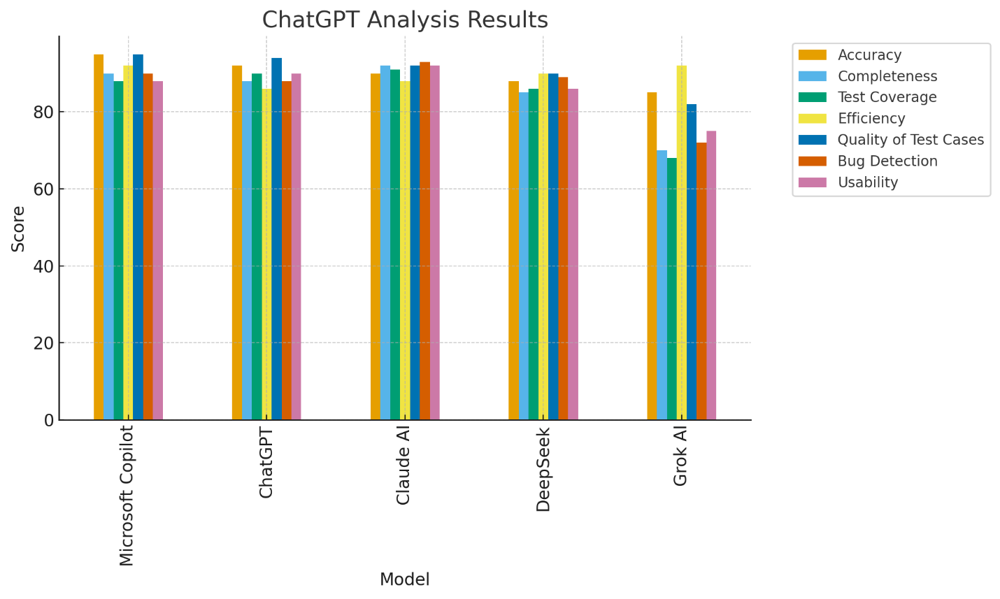 ChatGPT Analysis Results
Accuracy
Completeness
Test Coverage
Efficiency
Quality of Test Cases
Bug Detection
Usability
80
60
40
20
0
Score
Microsoft Copilot
ChatGPT
Claude AI
DeepSeek
Grok AI
Model